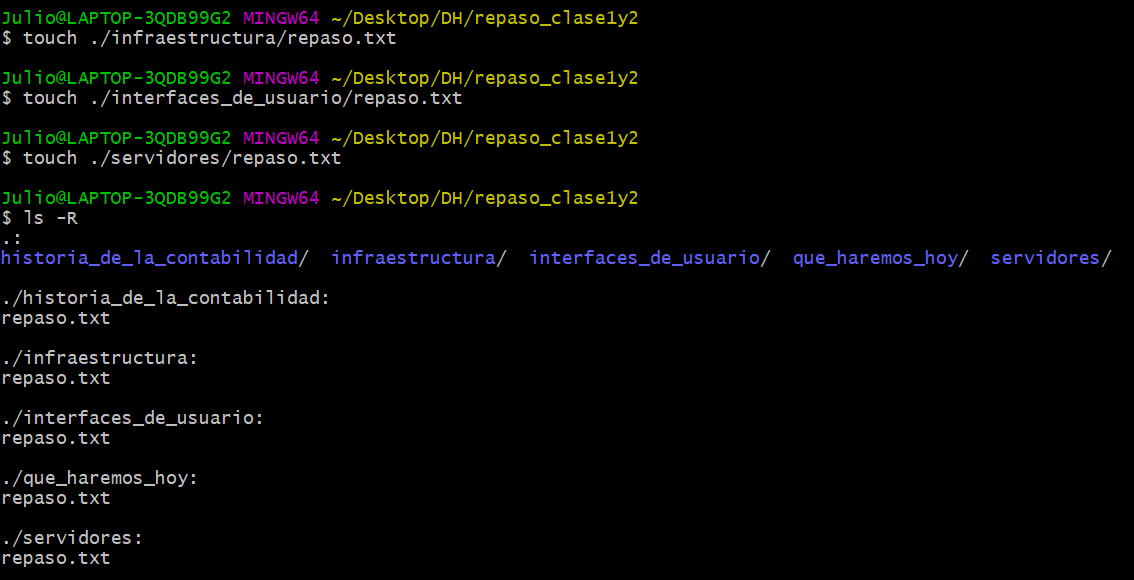 Julio@LAPTOP-3QDB99G2 MINGW64 ~/Desktop/DH/repaso_clase1y2
$ touch ./infraestructura/repaso.txt
Julio@LAPTOP-3QDB99G2 MINGW64 ~/Desktop/DH/repaso_clase1y2
$ touch ./interfaces_de_usuario/repaso.txt
Julio@LAPTOP-3QDB99G2 MINGW64 ~/Desktop/DH/repaso_clase1y2
$ touch ./servidores/repaso.txt
Julio@LAPTOP-3QDB99G2 MINGW64 ~/Desktop/DH/repaso_clase1y2
$ ls -R
.:
historia_de_la_contabilidad/  infraestructura/  interfaces_de_usuario/  que_haremos_hoy/  servidores/
./historia_de_la_contabilidad:
repaso.txt
./infraestructura:
repaso.txt
./interfaces_de_usuario:
repaso.txt
./que_haremos_hoy:
repaso.txt
./servidores:
repaso.txt